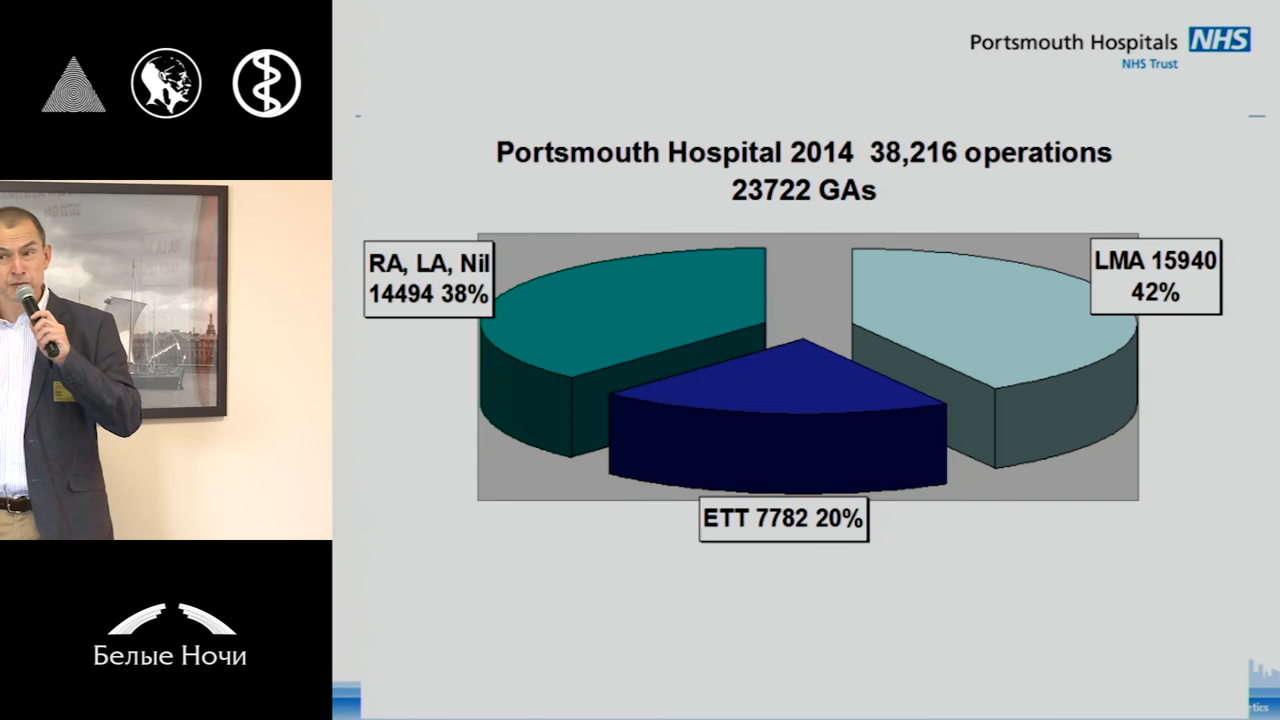 Portsmouth Hospitals NHS
NHS Trust
Portsmouth Hospital 2014 38,216 operations
23722 GAs
RA, LA, Nil
14494 38%
LMA 15940
42%
ETT 7782 20%
Белые Ночи